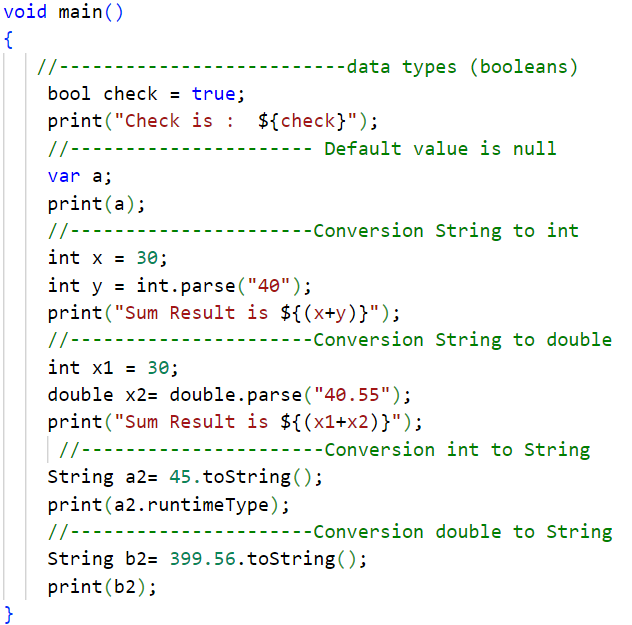 void main()
{
//--------------------------data types (booleans)
bool check = true;
print("Check is :  ${check}");
//---------------------- Default value is null
var a;
print(a);
//----------------------Conversion String to int
int x = 30;
int y = int.parse("40");
print("Sum Result is ${(x+y)}");
//----------------------Conversion String to double
int x1 = 30;
double x2= double.parse("40.55");
print("Sum Result is ${(x1+x2)}");
//----------------------Conversion int to String
String a2= 45.toString();
print(a2.runtimeType);
//----------------------Conversion double to String
String b2= 399.56.toString();
print(b2);
}